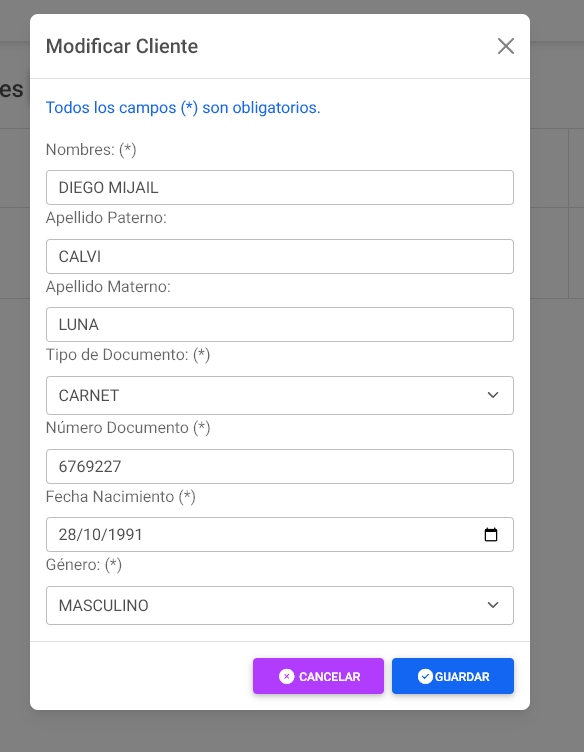 Modificar Cliente
es
Todos los campos (*) son obligatorios.
Nombres: (*)
DIEGO MIJAIL
Apellido Paterno:
CALVI
Apellido Materno:
LUNA
Tipo de Documento: (*)
CARNET
Número Documento (*)
6769227
Fecha Nacimiento (*)
28/10/1991
Género: (*)
MASCULINO
CANCELAR
GUARDAR